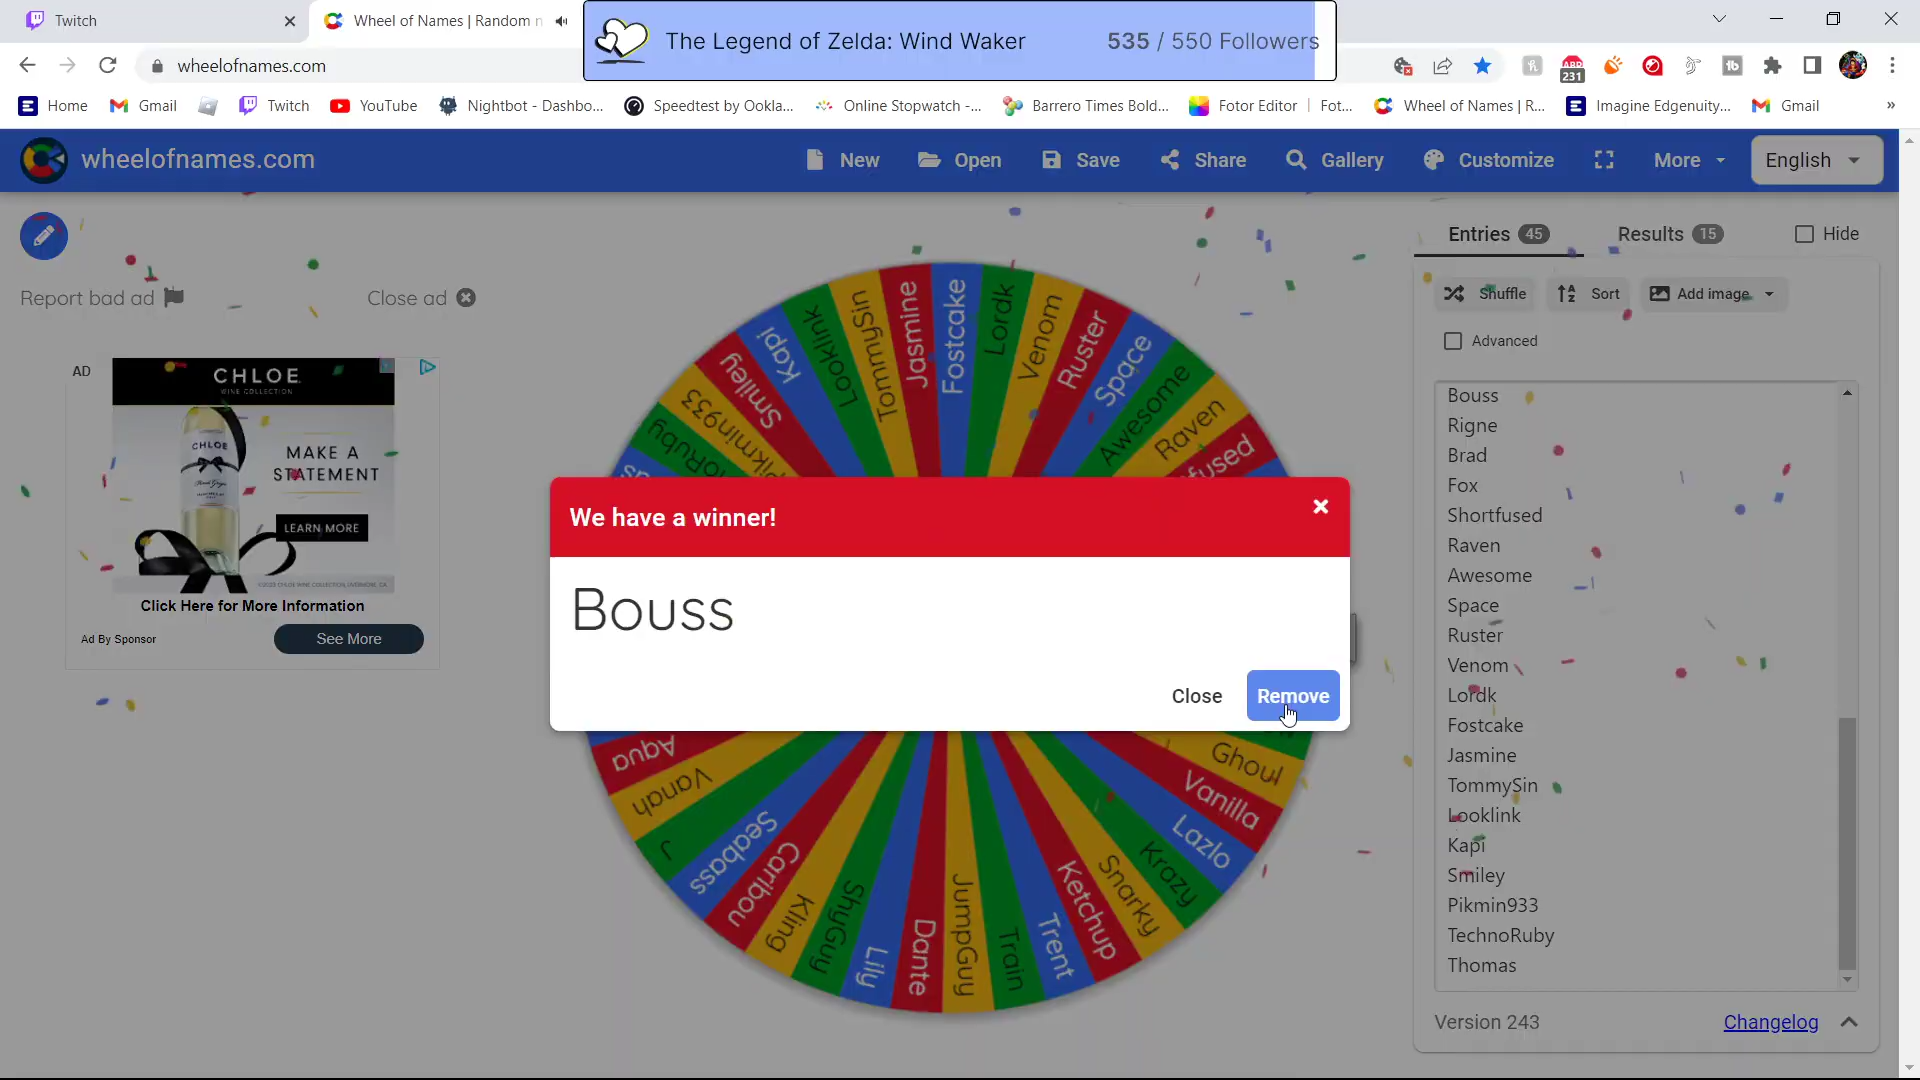 Twitch
Wheel of Names | Random n
The Legend of Zelda: Wind Waker 535 / 550 Followers
wheelofnames.com
ABP
231
tb
Home Gmail Twitch YouTube Nightbot - Dashbo... Speedtest by Ookla... Online Stopwatch -... Barrero Times Bold... Fotor Editor | Fot... Wheel of Names | R... Imagine Edgenuity... Gmail »
wheelofnames.com New Open Save Share Gallery Customize More English
Entries 45 Results 15 Hide
Report bad ad Close ad
Shuffle Sort Add image
Advanced
AD
CHLOE
WINE COLLECTION
CHLOE
MAKE A
STATEMENT
LEARN MORE
Click Here for More Information
Ad By Sponsor See More
Pikmin933
Smiley
Kapi
Looklink
TommySin
Jasmine
Fostcake
Lordk
Venom
Ruster
Space
Awesome
Raven
We have a winner!
Bouss
Close Remove
Ghoul
Vanilla
Lazlo
Krazy
Snarky
Ketchup
Trent
Train
JumpGuy
Dante
Lily
ShyGuy
Kling
Caribou
Seabass
J
Vanah
Aqua
Bouss
Rigne
Brad
Fox
Shortfused
Raven
Awesome
Space
Ruster
Venom
Lordk
Fostcake
Jasmine
TommySin
Looklink
Kapi
Smiley
Pikmin933
TechnoRuby
Thomas
Version 243 Changelog